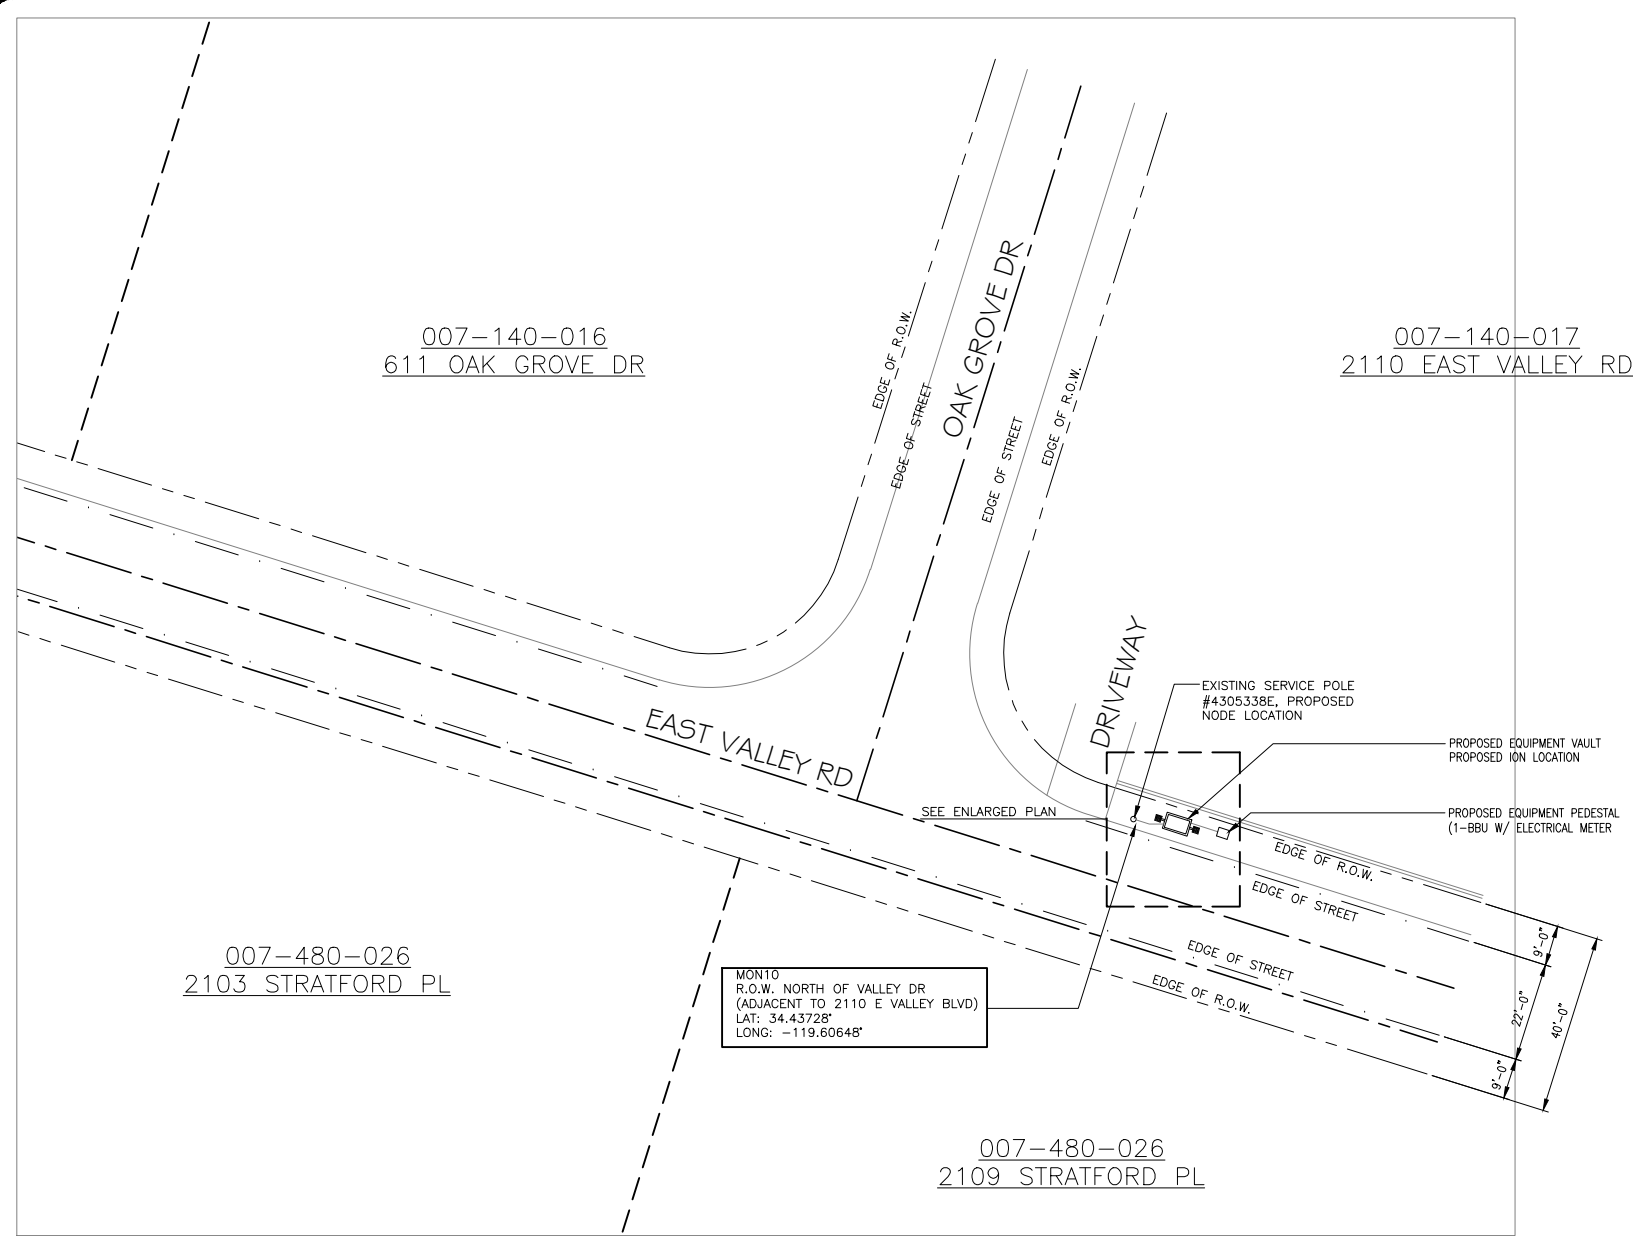 007-140-016
611 OAK GROVE DR
007-140-017
2110 EAST VALLEY RD
OAK GROVE DR
EDGE OF R.O.W.
EDGE OF STREET
EDGE OF STREET
EDGE OF R.O.W.
DRIVEWAY
EXISTING SERVICE POLE
#4305338E, PROPOSED
NODE LOCATION
PROPOSED EQUIPMENT VAULT
PROPOSED ION LOCATION
PROPOSED EQUIPMENT PEDESTAL
(1-BBU W/ ELECTRICAL METER
EAST VALLEY RD
SEE ENLARGED PLAN
EDGE OF R.O.W.
EDGE OF STREET
EDGE OF STREET
EDGE OF R.O.W.
9'-0"
22'-0"
40'-0"
9'-0"
007-480-026
2103 STRATFORD PL
MON10
R.O.W. NORTH OF VALLEY DR
(ADJACENT TO 2110 E VALLEY BLVD)
LAT: 34.43728°
LONG: -119.60648°
007-480-026
2109 STRATFORD PL